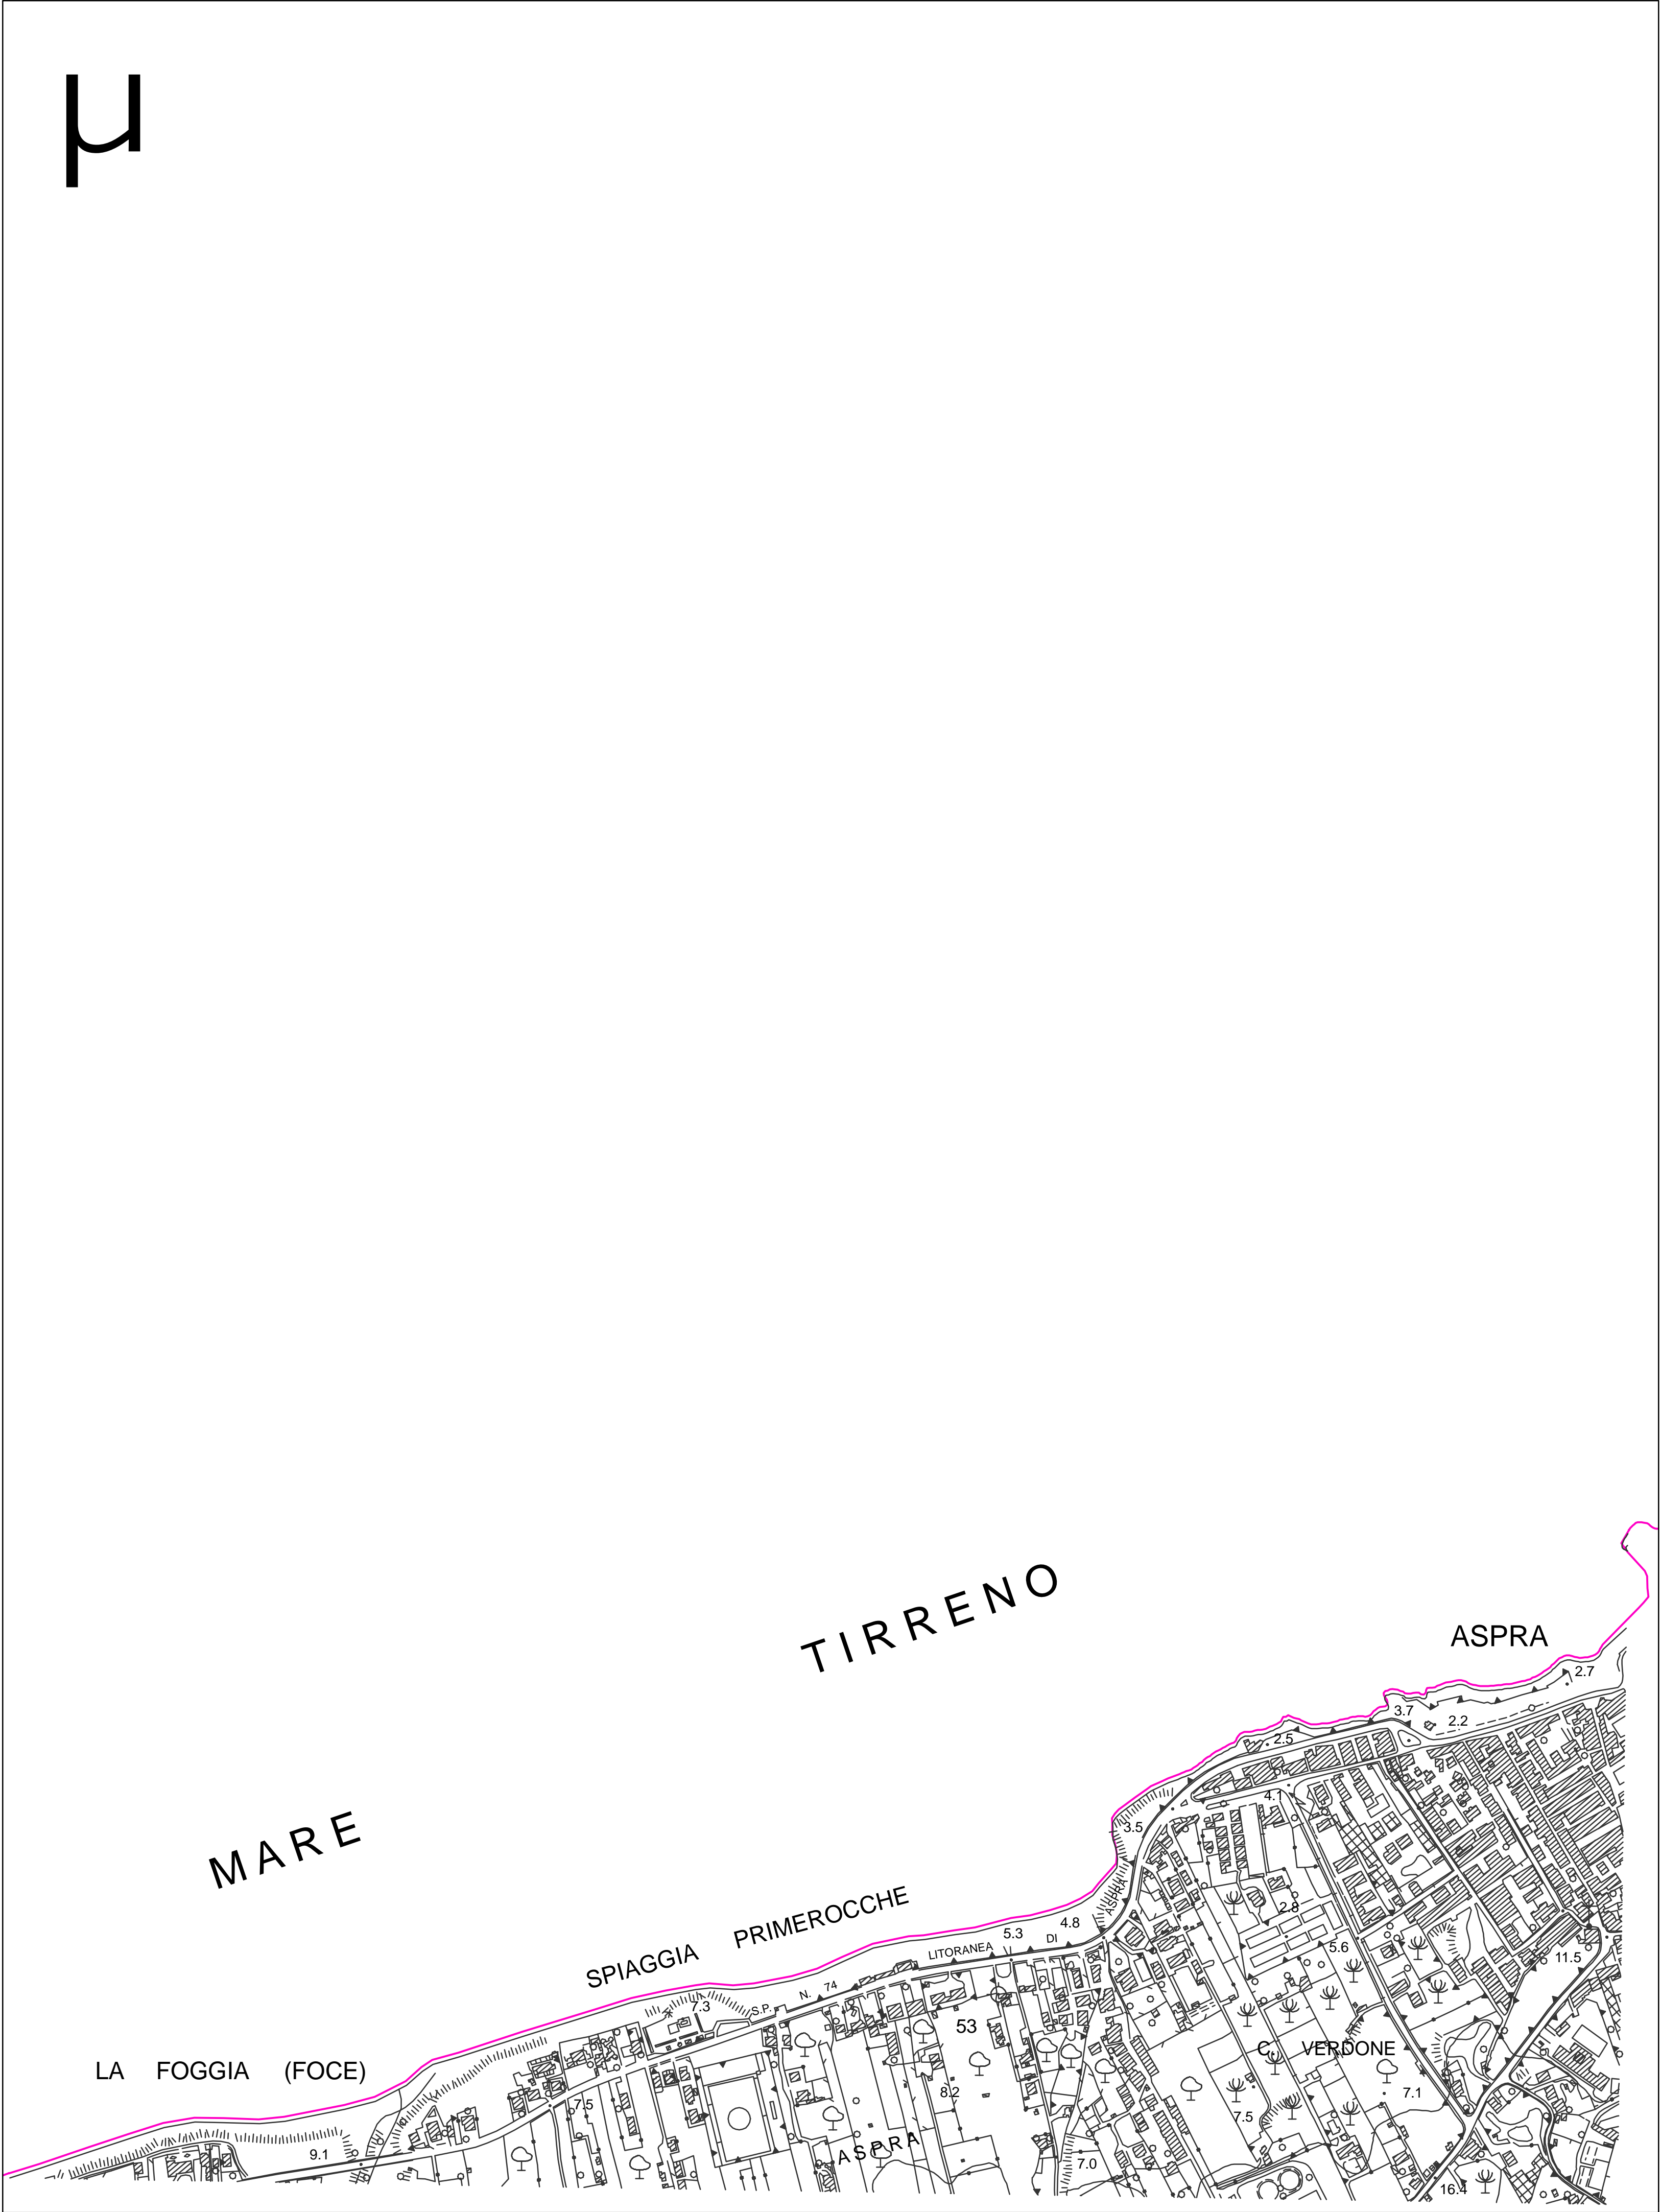 µ
TIRRENO
ASPRA
2.7
3.7
2.2
2.5
4.1
3.5
MARE
PRIMEROCCHE
SPIAGGIA
ASPRA
2.8
4.8
5.3
DI
LITORANEA
5.6
11.5
74
N.
S.P.
7.3
53
C. VERDONE
LA FOGGIA (FOCE)
8.2
7.1
7.5
7.5
ASPRA
9.1
7.0
16.4